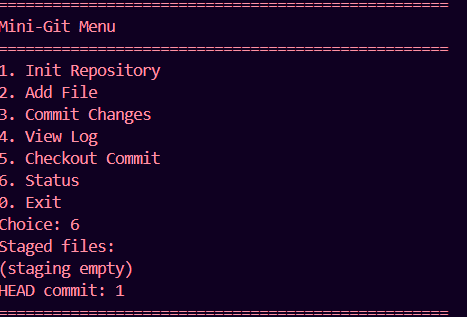 ==================================================
Mini-Git Menu
==================================================
1. Init Repository
2. Add File
3. Commit Changes
4. View Log
5. Checkout Commit
6. Status
0. Exit
Choice: 6
Staged files:
(staging empty)
HEAD commit: 1
==================================================